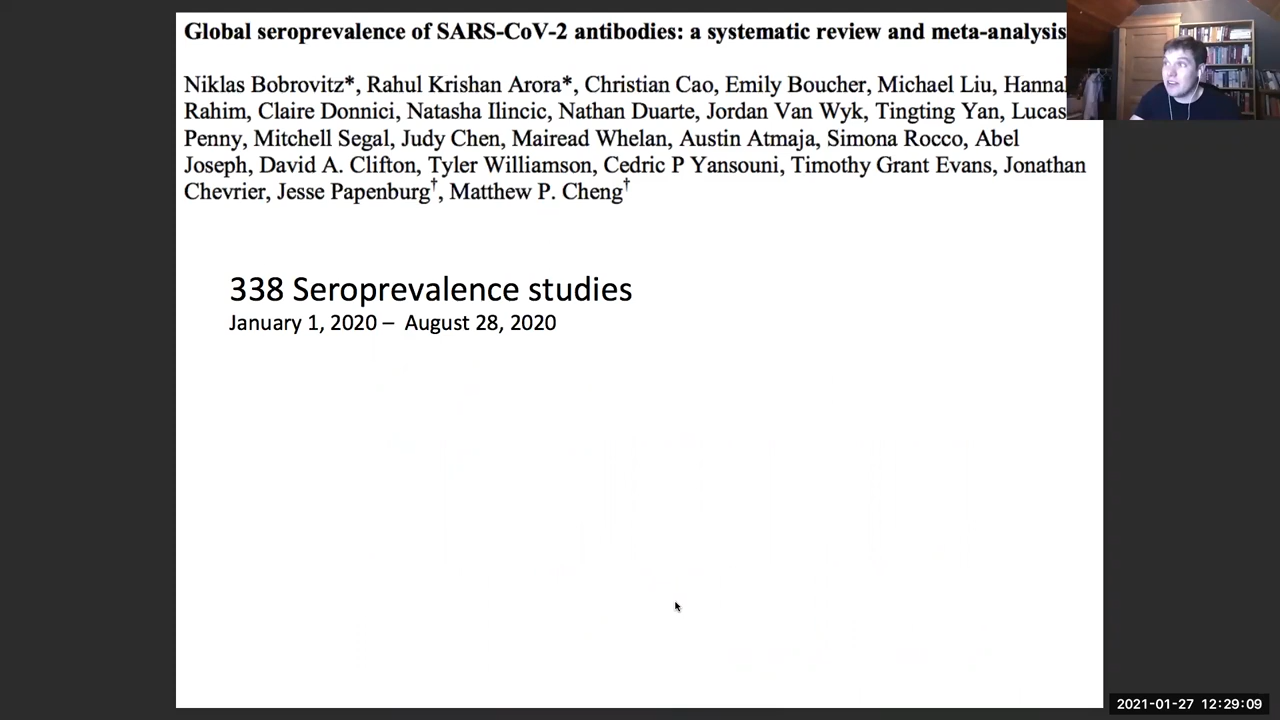 Global seroprevalence of SARS-CoV-2 antibodies: a systematic review and meta-analysis
Niklas Bobrovitz*, Rahul Krishan Arora*, Christian Cao, Emily Boucher, Michael Liu,
Rahim, Claire Donnici, Natasha Ilincic, Nathan Duarte, Jordan Van Wyk, Tingting Yan, Lucas
Penny, Mitchell Segal, Judy Chen, Mairead Whelan, Austin Atmaja, Simona Rocco, Abel
Joseph, David A. Clifton, Tyler Williamson, Cedric P Yansouni, Timothy Grant Evans, Jonathan
Chevrier, Jesse Papenburg†, Matthew P. Cheng†
338 Seroprevalence studies
January 1, 2020 – August 28, 2020
2021-01-27 12:29:09